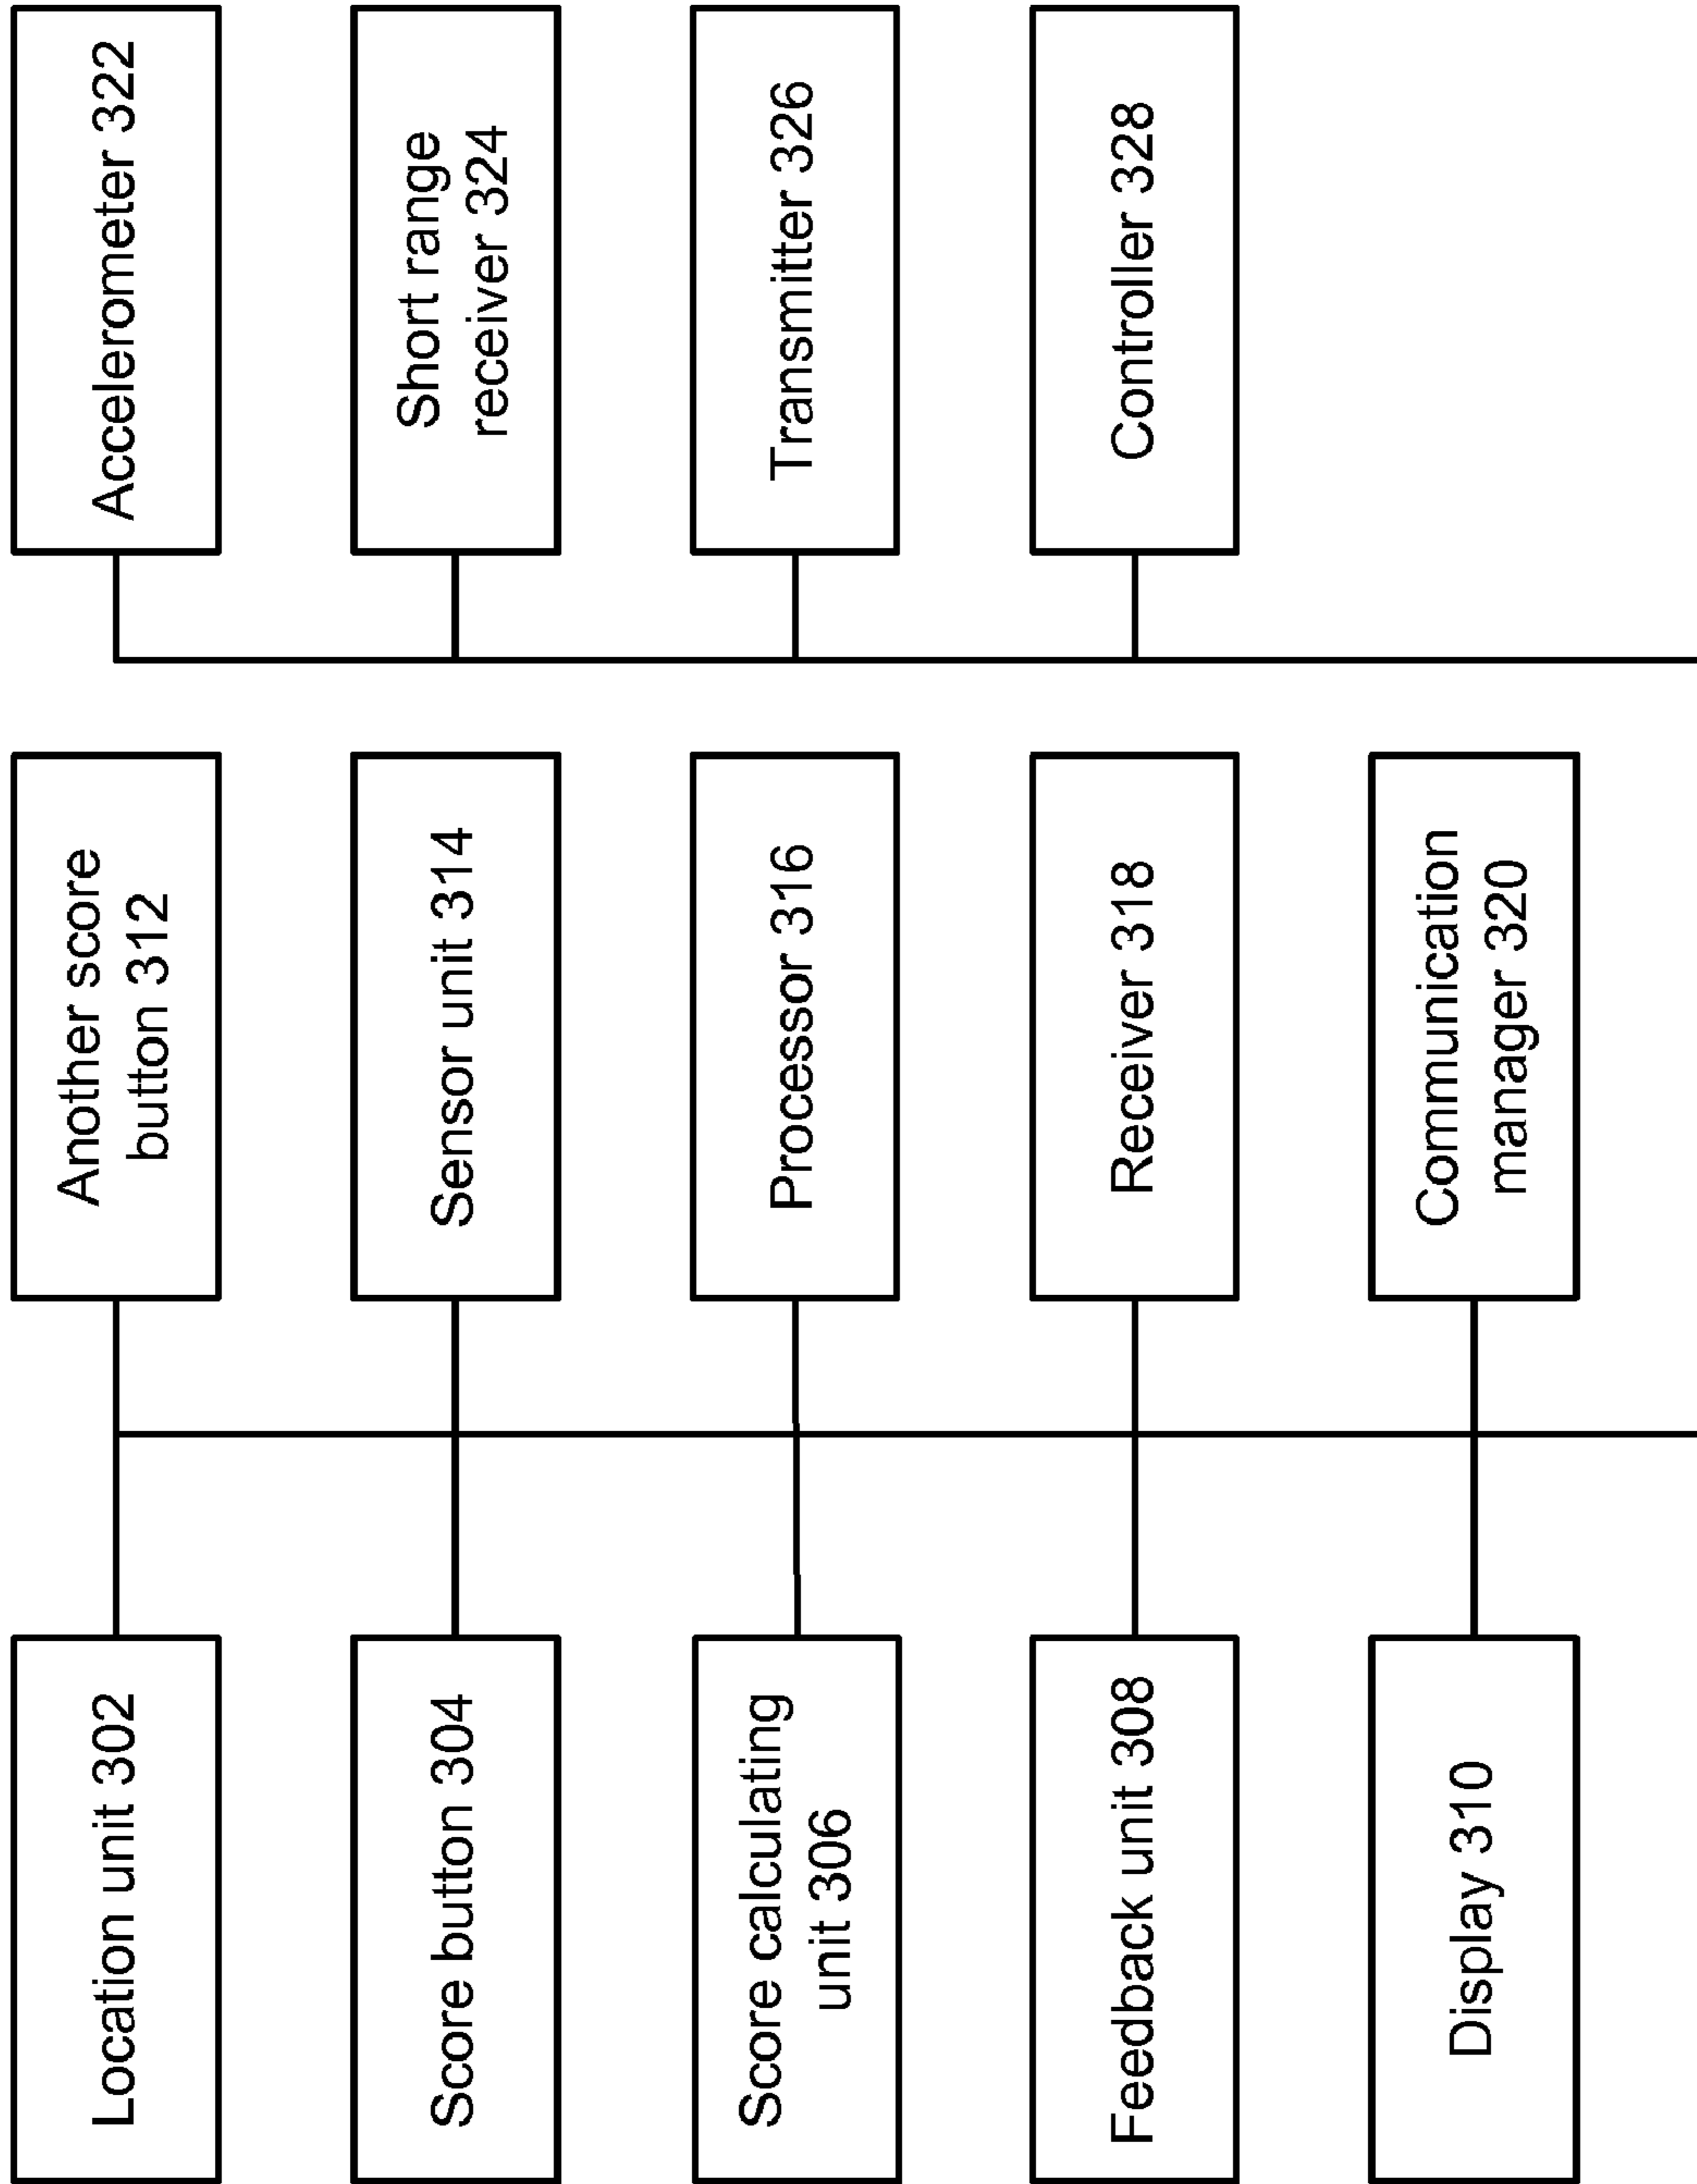 Location unit 302
Score button 304
Score calculating
unit 306
Feedback unit 308
Display 310
Another score
button 312
Sensor unit 314
Processor 316
Receiver 318
Communication
manager 320
Accelerometer 322
Short range
receiver 324
Transmitter 326
Controller 328